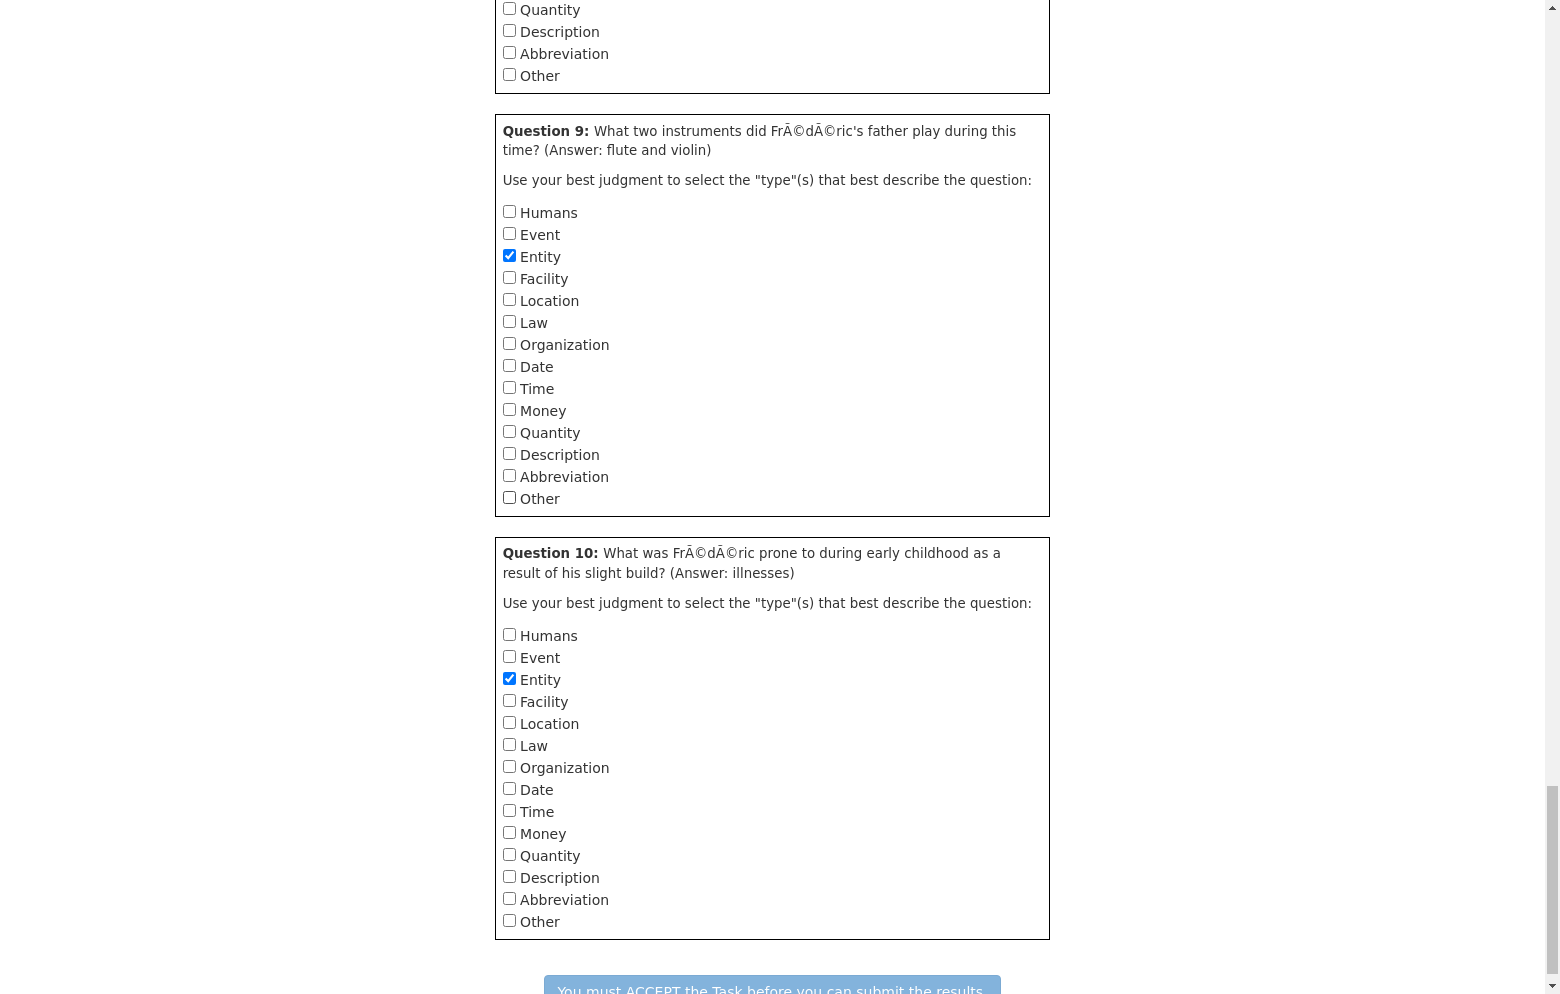 Quantity
Description
Abbreviation
Other
Question 9: What two instruments did FrÃ©dÃ©ric's father play during this
time? (Answer: flute and violin)
Use your best judgment to select the "type"(s) that best describe the question:
Humans
Event
Entity
Facility
Location
Law
Organization
Date
Time
Money
Quantity
Description
Abbreviation
Other
Question 10: What was FrÃ©dÃ©ric prone to during early childhood as a
result of his slight build? (Answer: illnesses)
Use your best judgment to select the "type"(s) that best describe the question:
Humans
Event
Entity
Facility
Location
Law
Organization
Date
Time
Money
Quantity
Description
Abbreviation
Other
You must ACCEPT the Task before you can submit the results.